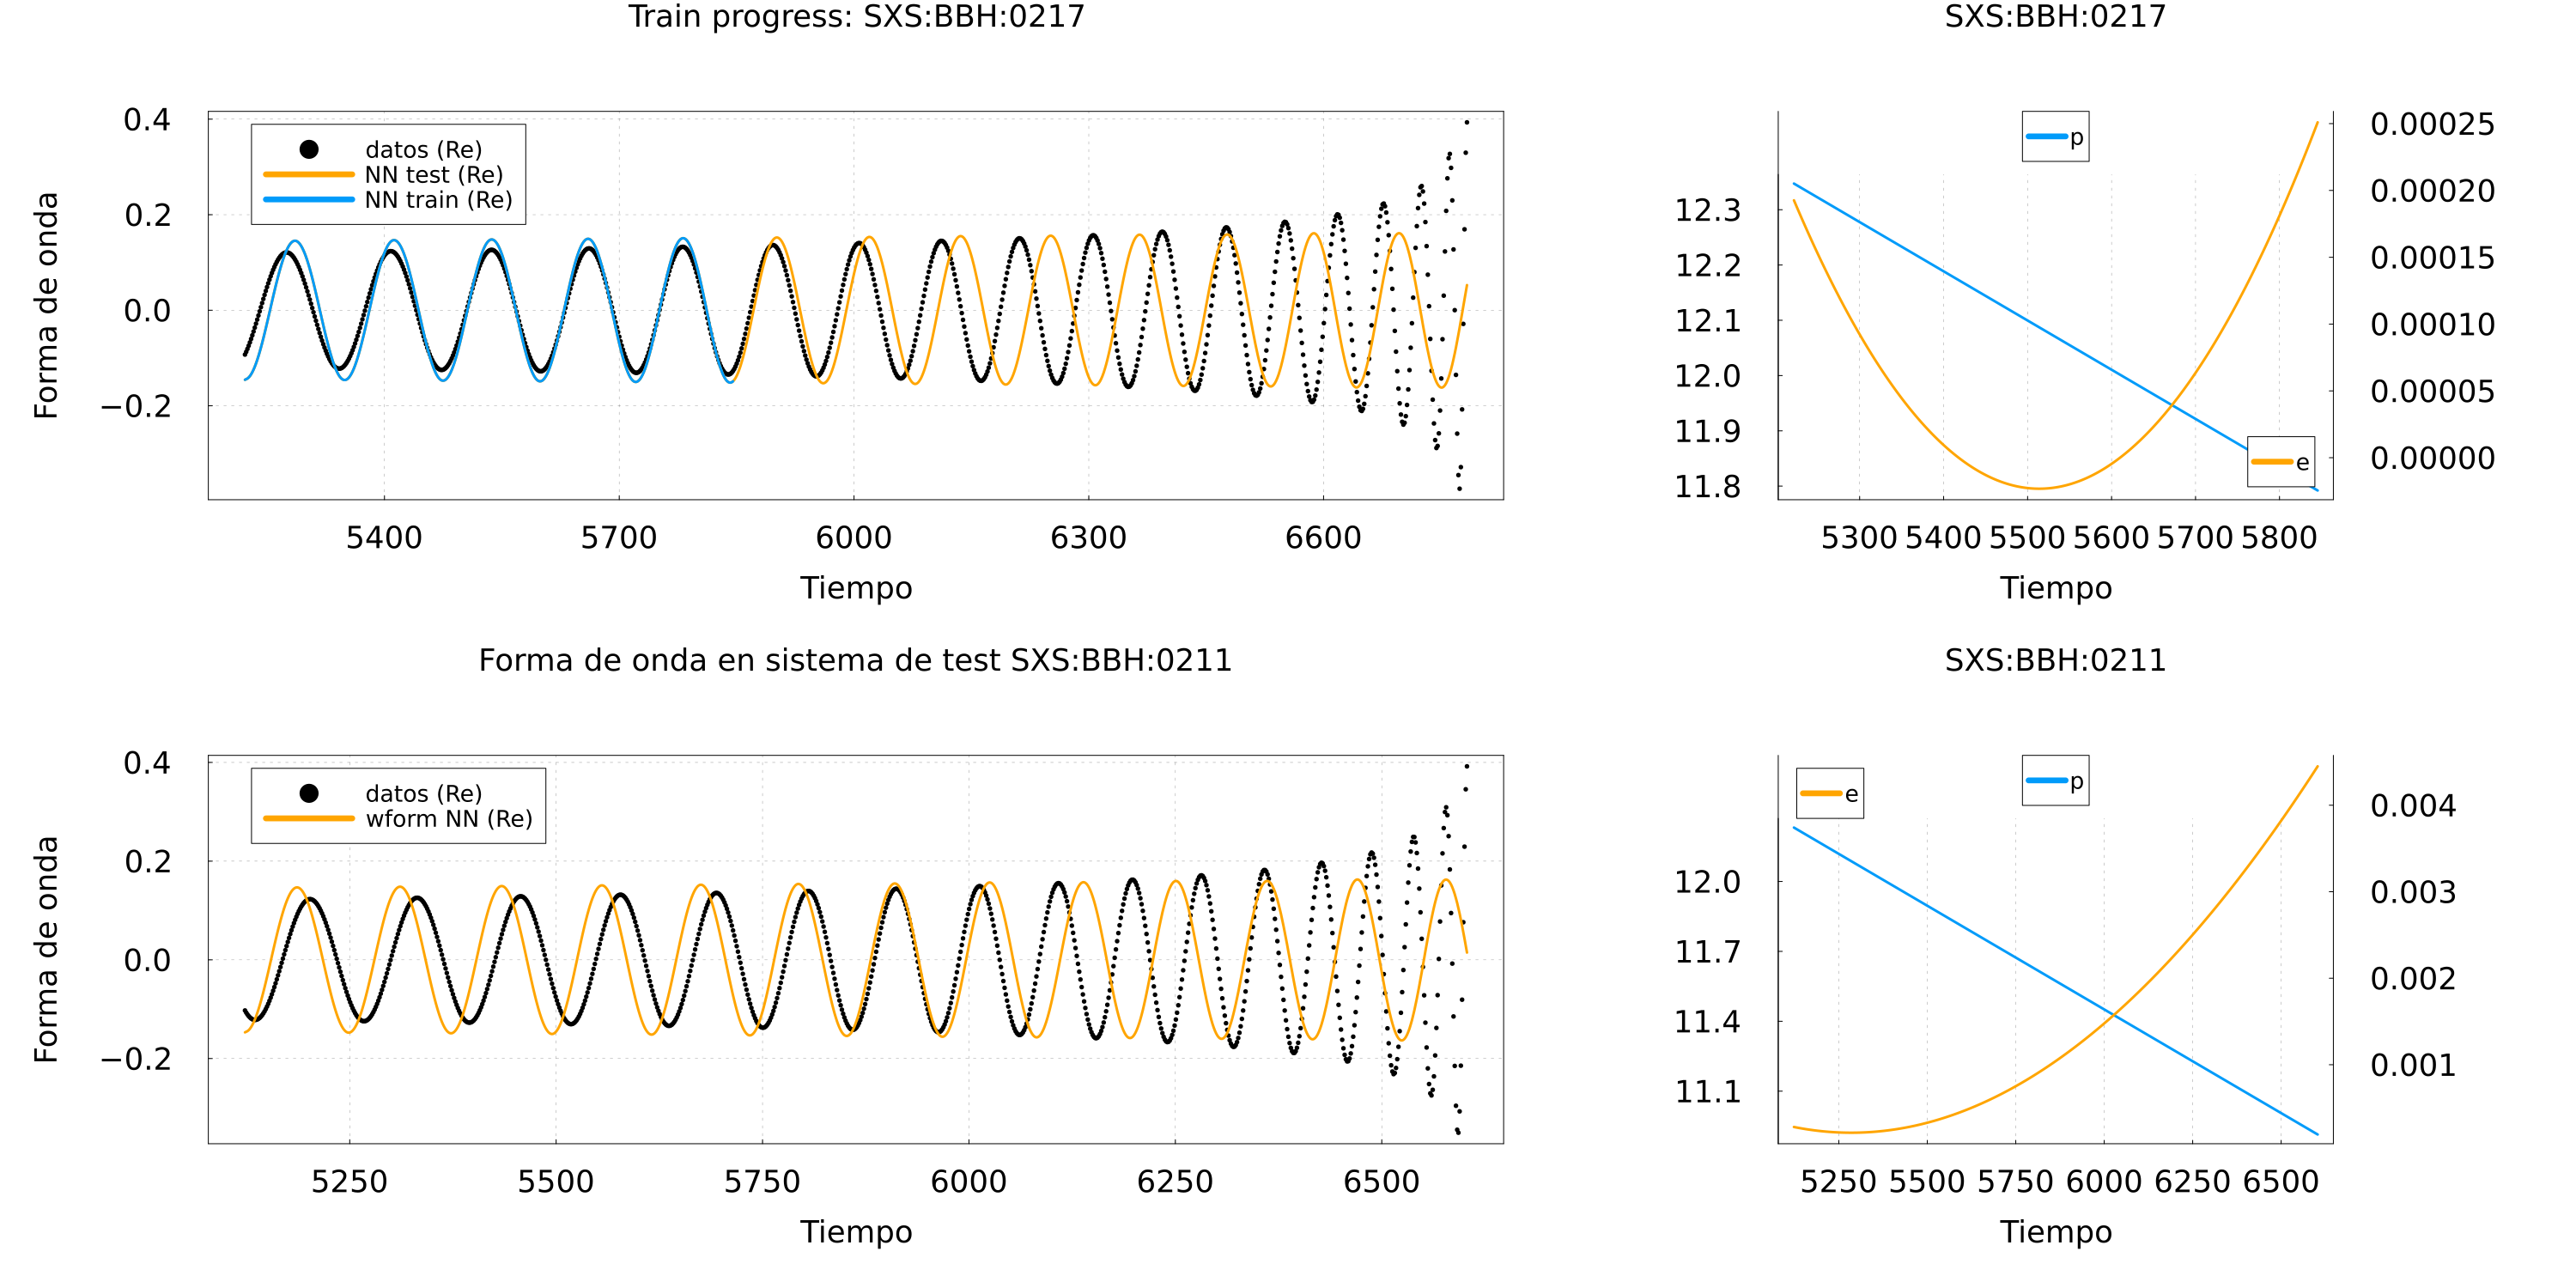 Train progress: SXS:BBH:0217
SXS:BBH:0217
Forma de onda
0.4
0.2
0.0
−0.2
datos (Re)
NN test (Re)
NN train (Re)
5400 5700 6000 6300 6600
Tiempo
12.3
12.2
12.1
12.0
11.9
11.8
p
e
0.00025
0.00020
0.00015
0.00010
0.00005
0.00000
5300 5400 5500 5600 5700 5800
Tiempo
Forma de onda en sistema de test SXS:BBH:0211
SXS:BBH:0211
Forma de onda
0.4
0.2
0.0
−0.2
datos (Re)
wform NN (Re)
5250 5500 5750 6000 6250 6500
Tiempo
12.0
11.7
11.4
11.1
e
p
0.004
0.003
0.002
0.001
5250 5500 5750 6000 6250 6500
Tiempo